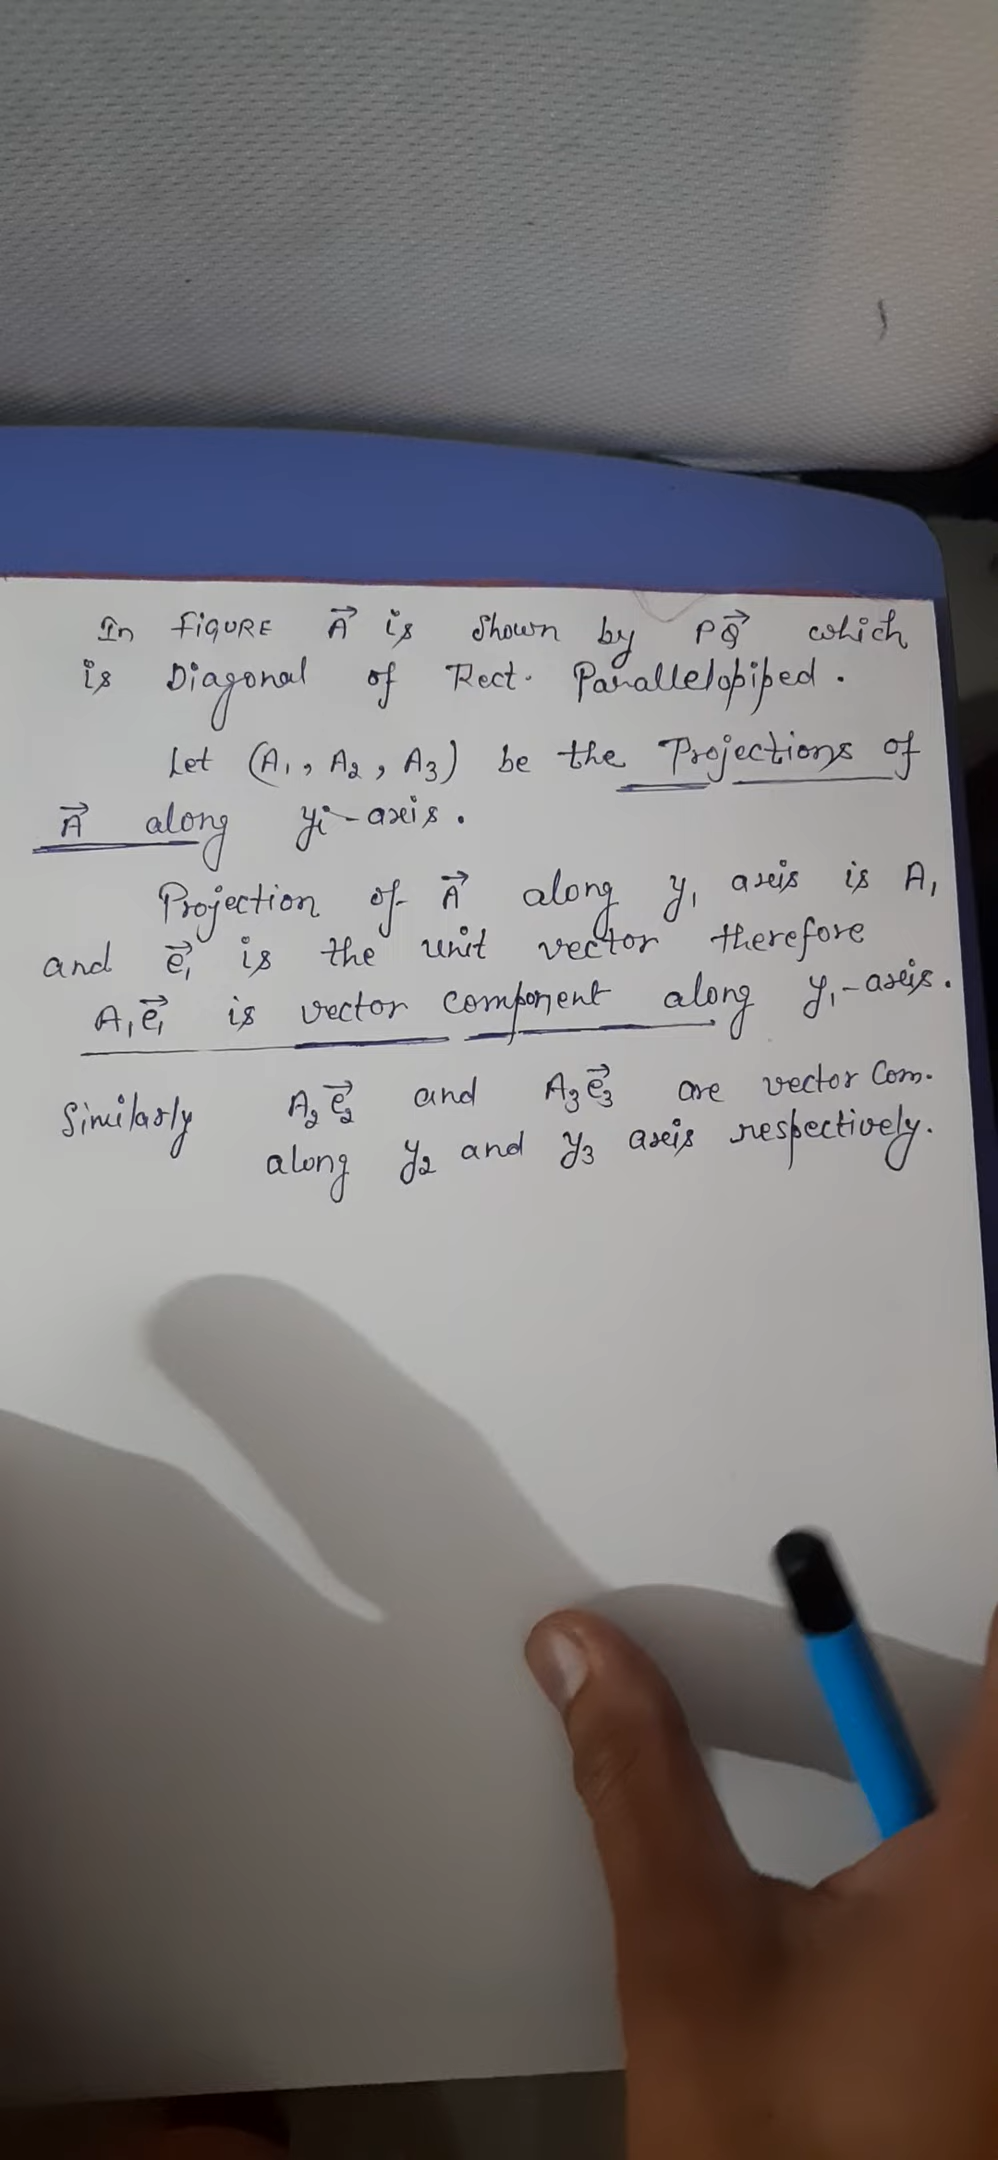 In FIGURE A⃗ is shown by PQ⃗ which
is Diagonal of Rect. Parallelopiped.
Let (A₁, A₂, A₃) be the Projections of
A⃗ along yᵢ-axis.
Projection of A⃗ along y₁ axis is A₁
and e⃗₁ is the unit vector therefore
A₁e⃗₁ is vector component along y₁-axis.
Similarly A₂e⃗₂ and A₃e⃗₃ are vector Com.
along y₂ and y₃ axis respectively.